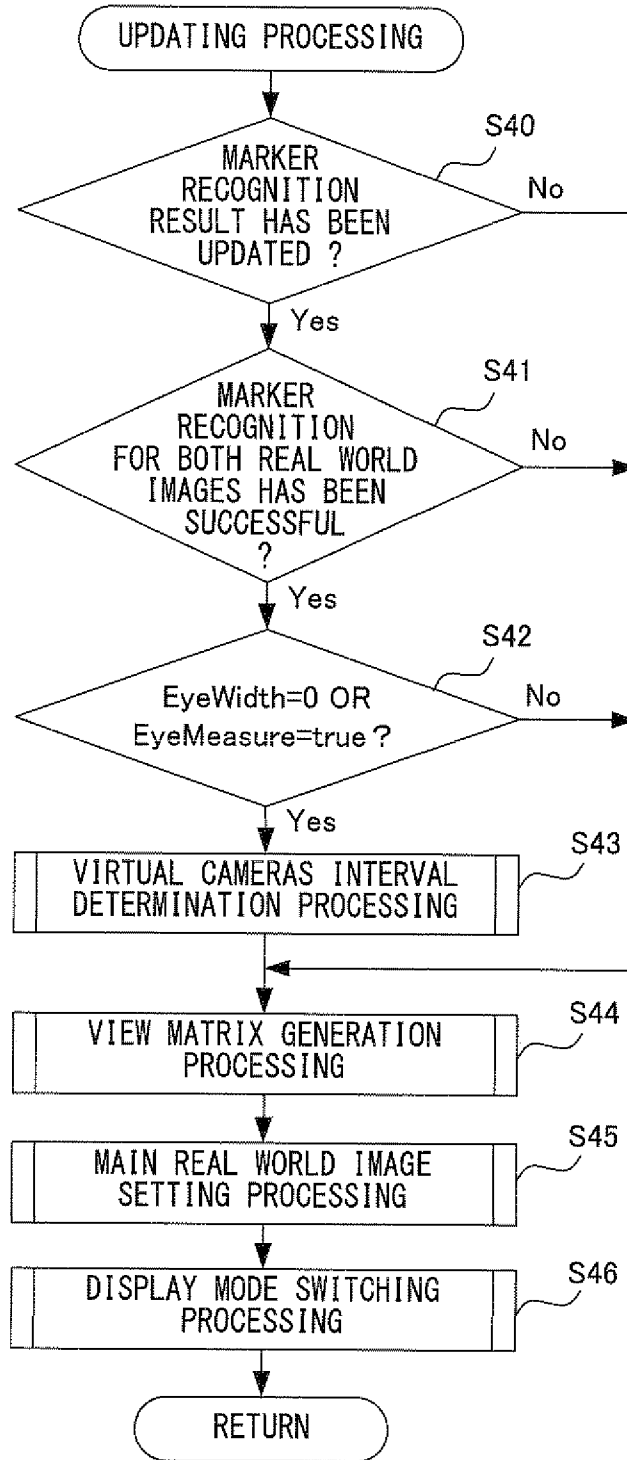 UPDATING PROCESSING
S40
MARKER
RECOGNITION
RESULT HAS BEEN
UPDATED ?
No
Yes
S41
MARKER
RECOGNITION
FOR BOTH REAL WORLD
IMAGES HAS BEEN
SUCCESSFUL
?
No
Yes
S42
EyeWidth=0 OR
EyeMeasure=true ?
No
Yes
S43
VIRTUAL CAMERAS INTERVAL
DETERMINATION PROCESSING
S44
VIEW MATRIX GENERATION
PROCESSING
S45
MAIN REAL WORLD IMAGE
SETTING PROCESSING
S46
DISPLAY MODE SWITCHING
PROCESSING
RETURN